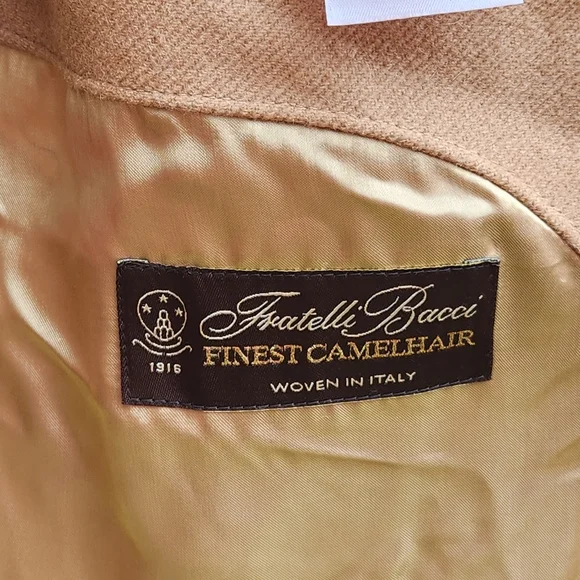 Fratelli Bacci
FINEST CAMELHAIR
WOVEN IN ITALY
1916